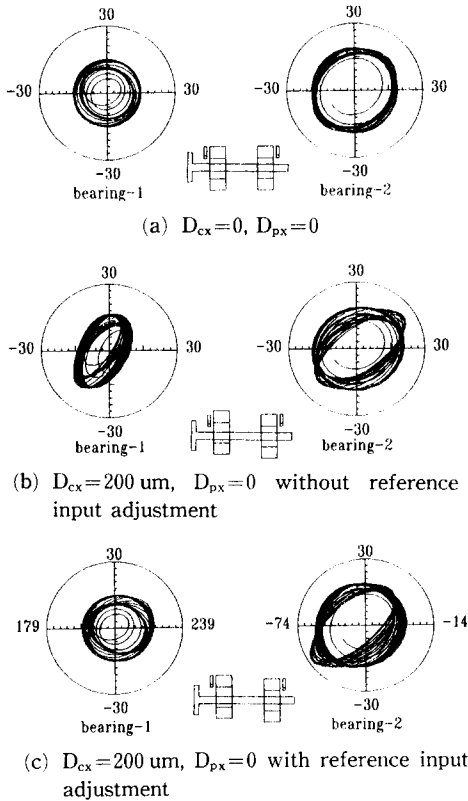 30 30
-30 30 -30 30
-30 -30
bearing-1 bearing-2
(a) Dcx=0, Dpx=0
30 30
-30 30 -30 30
-30 -30
bearing-1 bearing-2
(b) Dcx=200 um, Dpx=0 without reference
input adjustment
30 30
179 239 -74 -14
-30 -30
bearing-1 bearing-2
(c) Dcx=200 um, Dpx=0 with reference input
adjustment